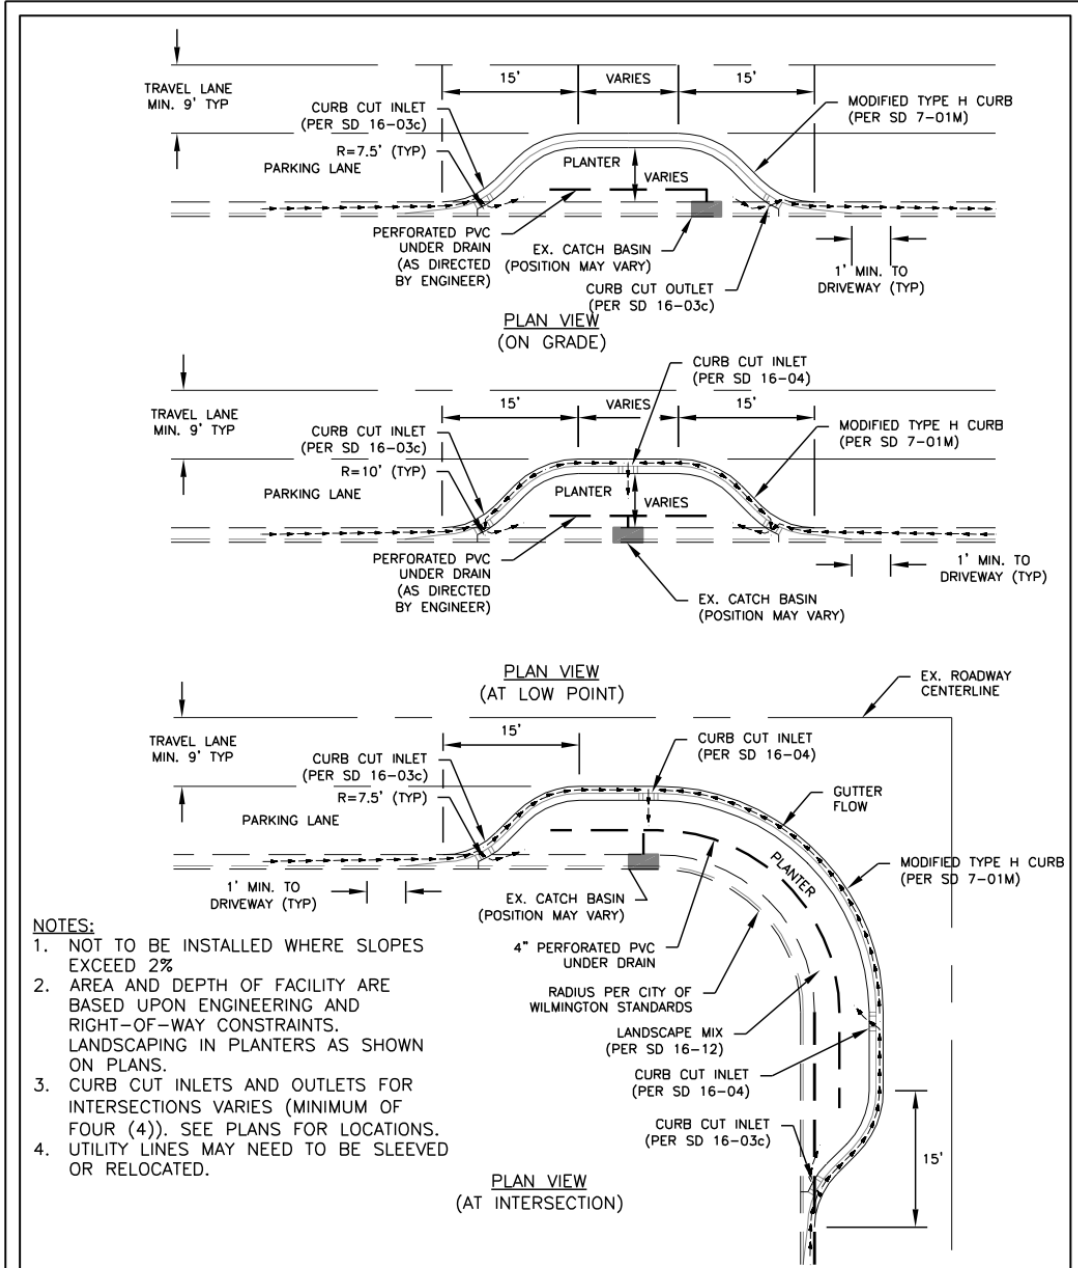 15'
VARIES
15'
TRAVEL LANE
MIN. 9' TYP
CURB CUT INLET
(PER SD 16-03c)
MODIFIED TYPE H CURB
(PER SD 7-01M)
R=7.5' (TYP)
PARKING LANE
PLANTER
VARIES
PERFORATED PVC
UNDER DRAIN
(AS DIRECTED
BY ENGINEER)
EX. CATCH BASIN
(POSITION MAY VARY)
CURB CUT OUTLET
(PER SD 16-03c)
1' MIN. TO
DRIVEWAY (TYP)
PLAN VIEW
(ON GRADE)
CURB CUT INLET
(PER SD 16-04)
15'
VARIES
15'
TRAVEL LANE
MIN. 9' TYP
CURB CUT INLET
(PER SD 16-03c)
MODIFIED TYPE H CURB
(PER SD 7-01M)
R=10' (TYP)
PARKING LANE
PLANTER
VARIES
PERFORATED PVC
UNDER DRAIN
(AS DIRECTED
BY ENGINEER)
1' MIN. TO
DRIVEWAY (TYP)
EX. CATCH BASIN
(POSITION MAY VARY)
PLAN VIEW
(AT LOW POINT)
EX. ROADWAY
CENTERLINE
15'
TRAVEL LANE
MIN. 9' TYP
CURB CUT INLET
(PER SD 16-04)
CURB CUT INLET
(PER SD 16-03c)
R=7.5' (TYP)
GUTTER
FLOW
PARKING LANE
PLANTER
MODIFIED TYPE H CURB
(PER SD 7-01M)
1' MIN. TO
DRIVEWAY (TYP)
EX. CATCH BASIN
(POSITION MAY VARY)
4" PERFORATED PVC
UNDER DRAIN
RADIUS PER CITY OF
WILMINGTON STANDARDS
LANDSCAPE MIX
(PER SD 16-12)
CURB CUT INLET
(PER SD 16-04)
CURB CUT INLET
(PER SD 16-03c)
15'
NOTES:
1. NOT TO BE INSTALLED WHERE SLOPES
EXCEED 2%
2. AREA AND DEPTH OF FACILITY ARE
BASED UPON ENGINEERING AND
RIGHT-OF-WAY CONSTRAINTS.
LANDSCAPING IN PLANTERS AS SHOWN
ON PLANS.
3. CURB CUT INLETS AND OUTLETS FOR
INTERSECTIONS VARIES (MINIMUM OF
FOUR (4)). SEE PLANS FOR LOCATIONS.
4. UTILITY LINES MAY NEED TO BE SLEEVED
OR RELOCATED.
PLAN VIEW
(AT INTERSECTION)